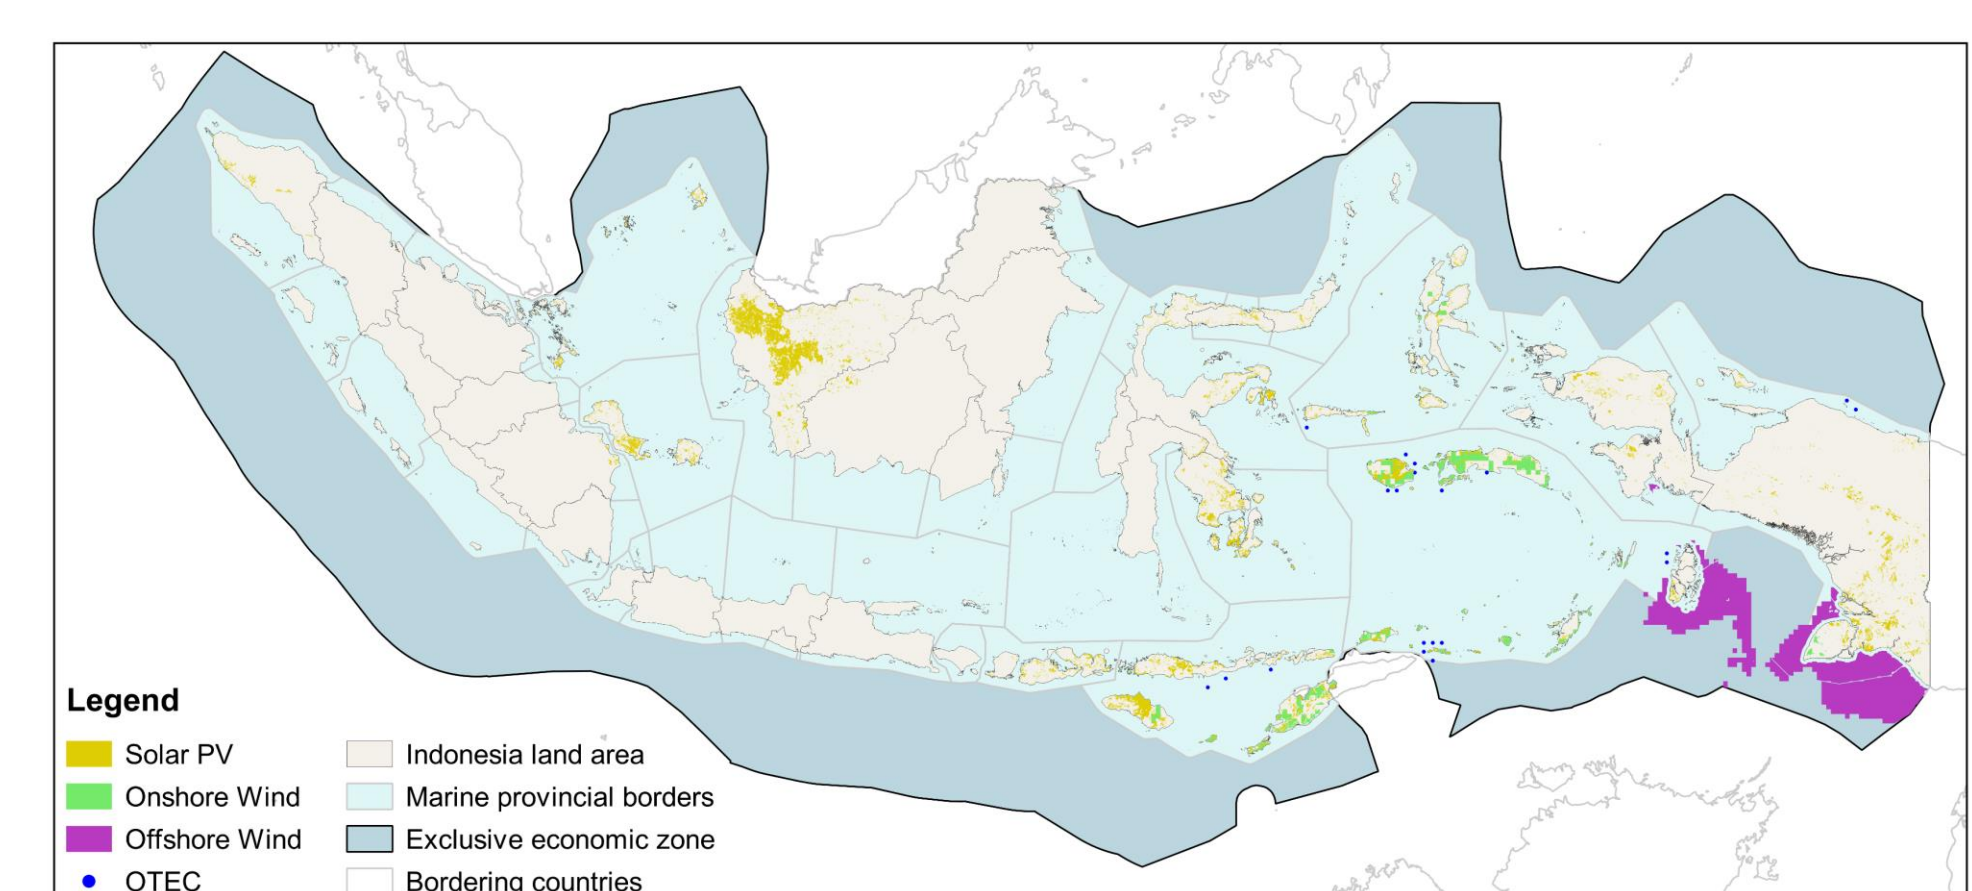 Legend
Solar PV
Onshore Wind
Offshore Wind
OTEC
Indonesia land area
Marine provincial borders
Exclusive economic zone
Bordering countries